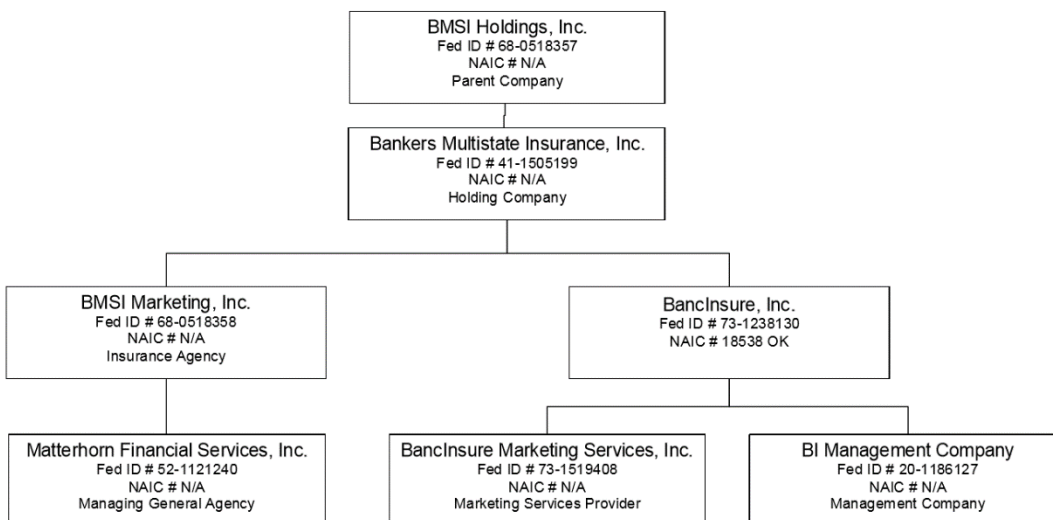 BMSI Holdings, Inc.
Fed ID # 68-0518357
NAIC # N/A
Parent Company
Bankers Multistate Insurance, Inc.
Fed ID # 41-1505199
NAIC # N/A
Holding Company
BMSI Marketing, Inc.
Fed ID # 68-0518358
NAIC # N/A
Insurance Agency
BancInsure, Inc.
Fed ID # 73-1238130
NAIC # 18538 OK
Matterhorn Financial Services, Inc.
Fed ID # 52-1121240
NAIC # N/A
Managing General Agency
BancInsure Marketing Services, Inc.
Fed ID # 73-1519408
NAIC # N/A
Marketing Services Provider
BI Management Company
Fed ID # 20-1186127
NAIC # N/A
Management Company